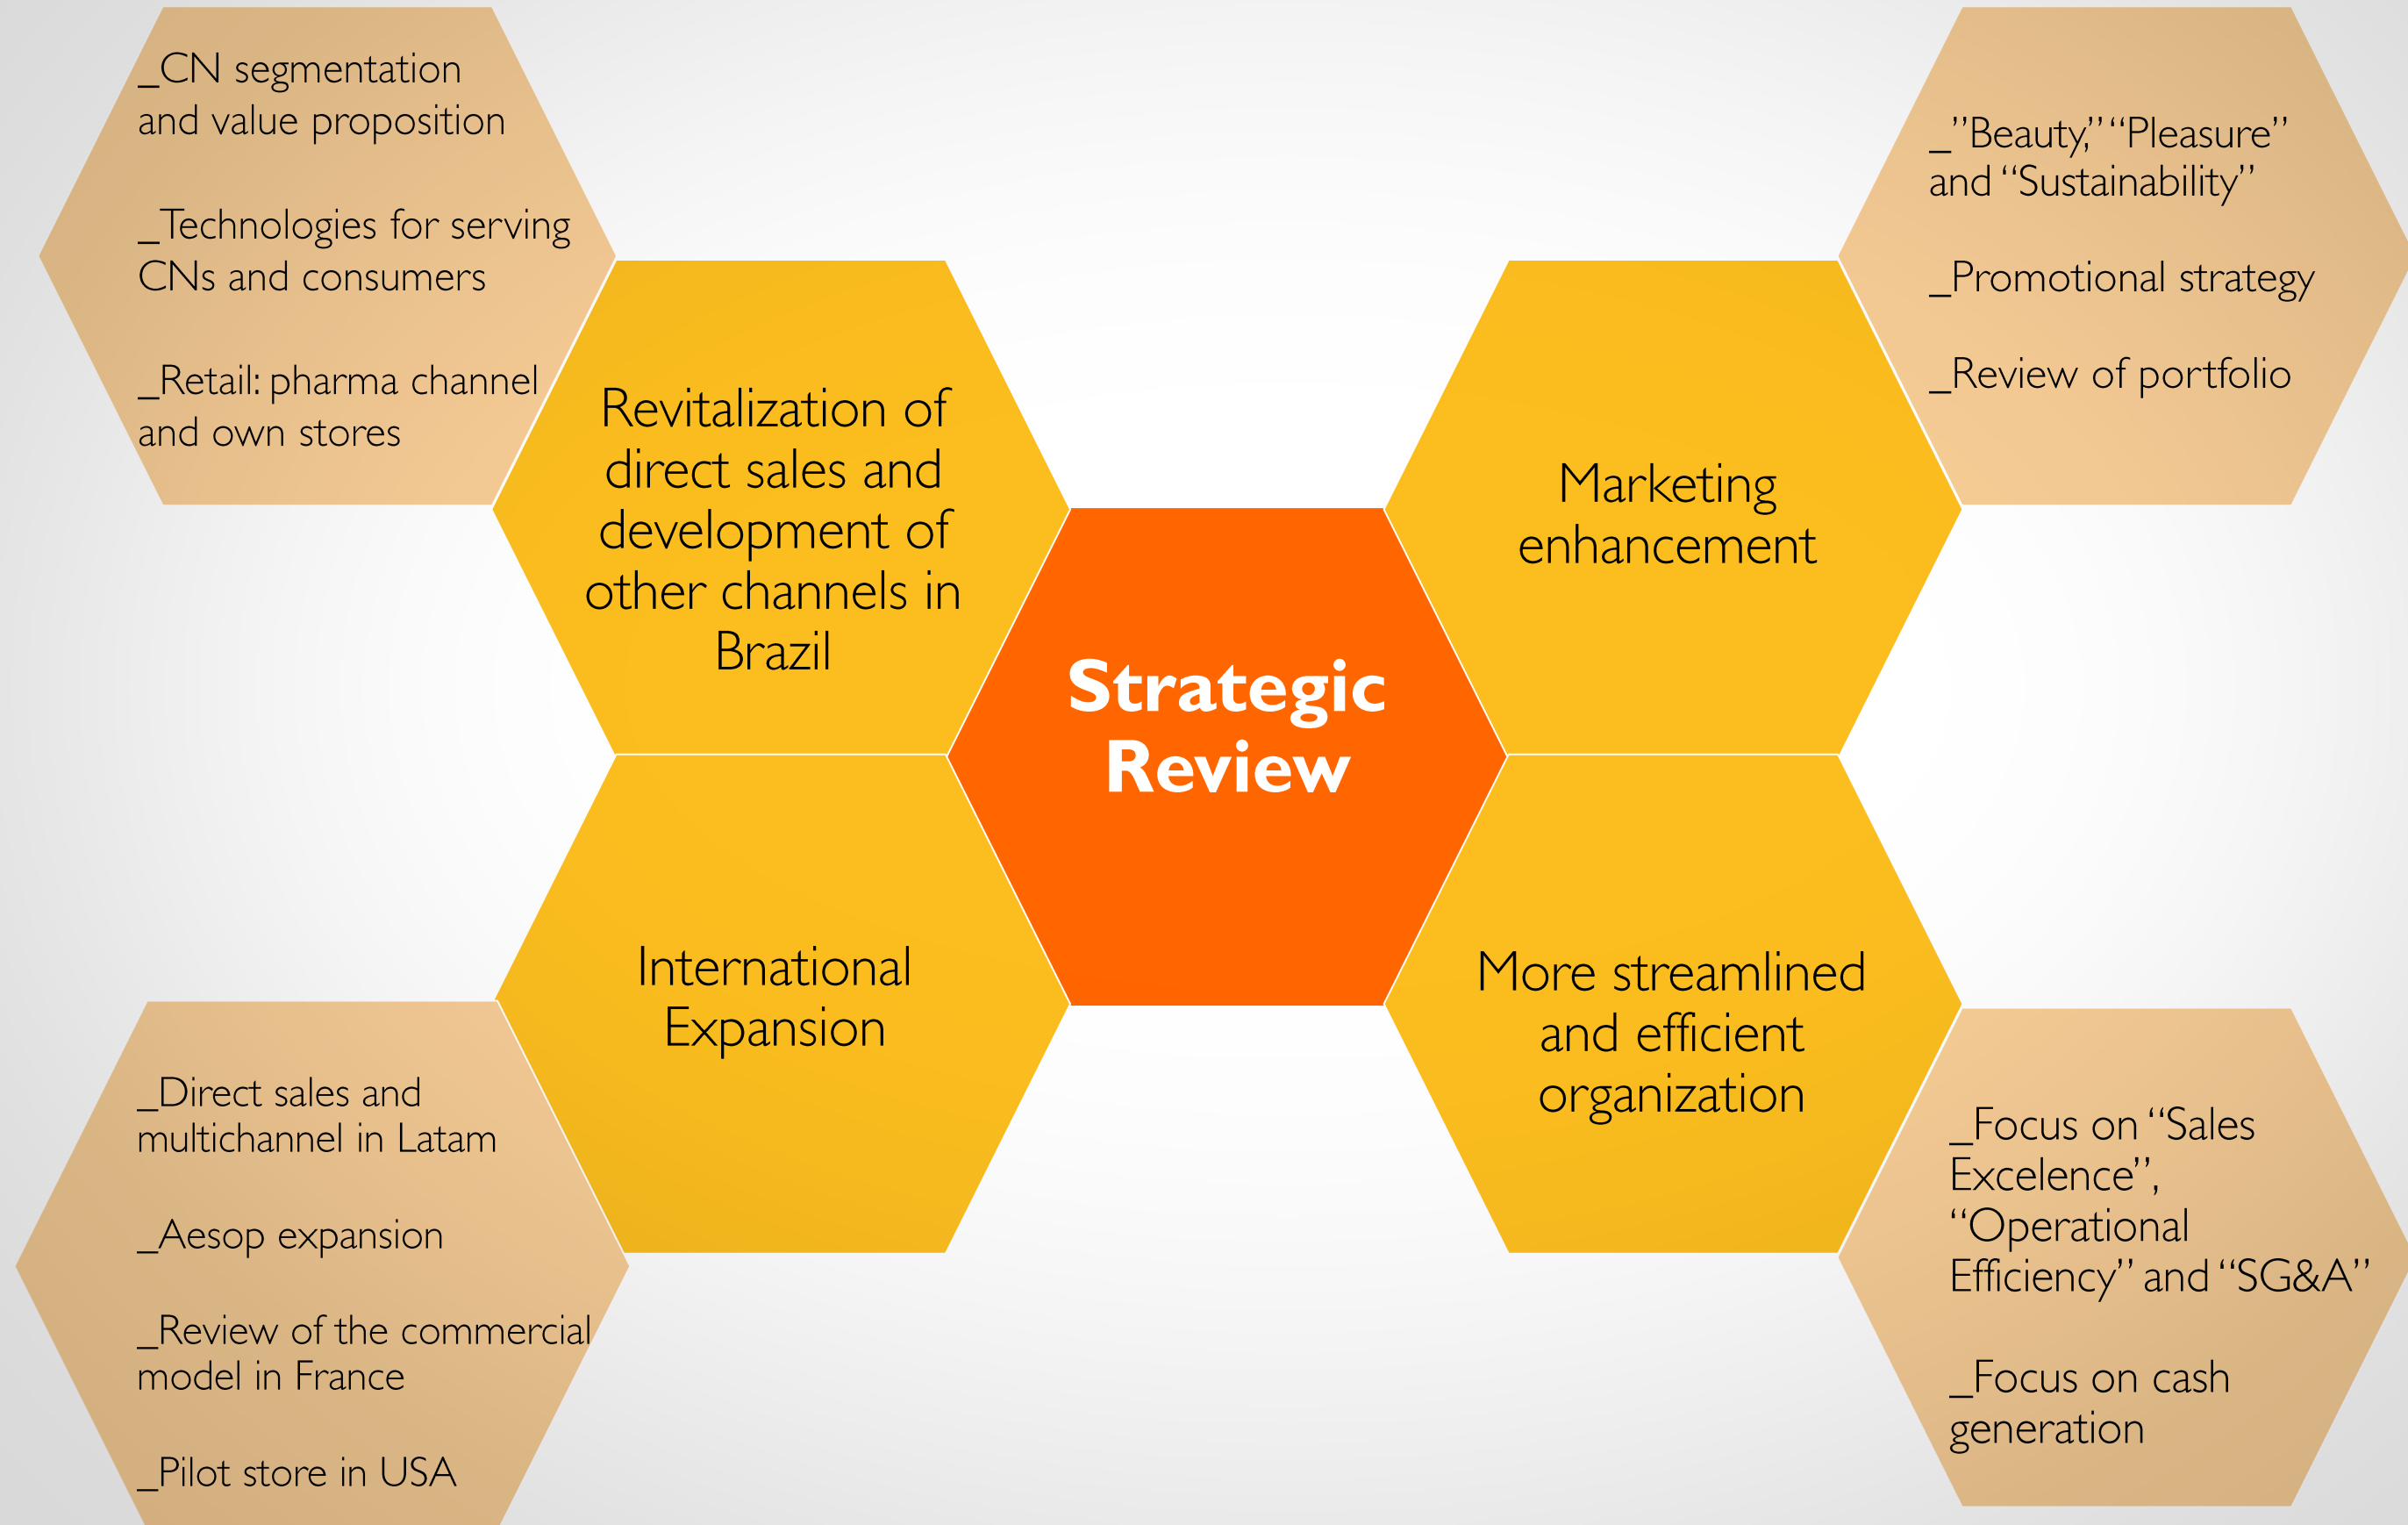 _CN segmentation
and value proposition
_Technologies for serving
CNs and consumers
_Retail: pharma channel
and own stores
Revitalization of
direct sales and
development of
other channels in
Brazil
_”Beauty,” “Pleasure”
and “Sustainability”
_Promotional strategy
_Review of portfolio
Marketing
enhancement
Strategic
Review
International
Expansion
_Direct sales and
multichannel in Latam
_Aesop expansion
_Review of the commercial
model in France
_Pilot store in USA
More streamlined
and efficient
organization
_Focus on “Sales
Excelence”,
“Operational
Efficiency” and “SG&A”
_Focus on cash
generation